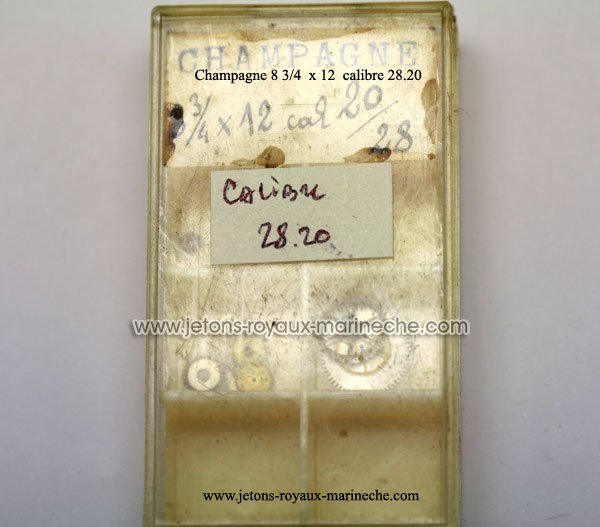 CHAMPAGNE
Champagne 8 3/4 x 12 calibre 28.20
3/4 x 12 cal 20/28
Calibre
28.20
www.jetons-royaux-marineche.com
www.jetons-royaux-marineche.com